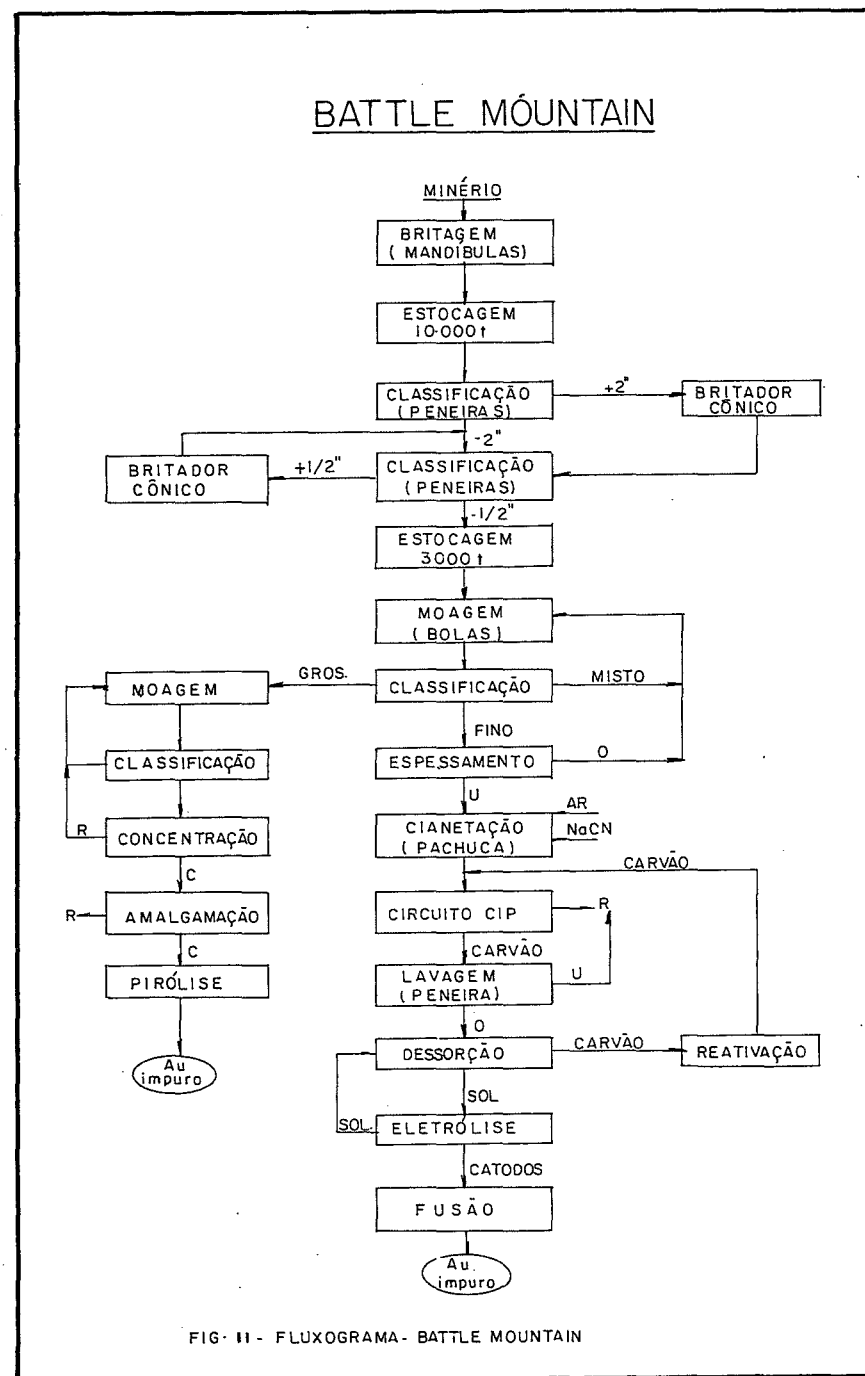 BATTLE MÓUNTAIN
MINÉRIO
BRITAGEM
( MANDÍBULAS)
ESTOCAGEM
10.000 t
CLASSIFICAÇÃO
(PENEIRAS)
+2"
BRITADOR
CÔNICO
-2"
BRITADOR
CÔNICO
+1/2"
CLASSIFICAÇÃO
(PENEIRAS)
-1/2"
ESTOCAGEM
3000 t
MOAGEM
( BOLAS)
MOAGEM
GROS.
CLASSIFICAÇÃO
MISTO
FINO
CLASSIFICAÇÃO
ESPESSAMENTO
O
U
AR
R
CONCENTRAÇÃO
CIANETAÇÃO
(PACHUCA)
NaCN
C
CARVÃO
R
AMALGAMAÇÃO
CIRCUITO CIP
R
C
CARVÃO
PIRÓLISE
LAVAGEM
(PENEIRA)
U
O
Au
impuro
DESSORÇÃO
CARVÃO
REATIVAÇÃO
SOL
SOL.
ELETRÓLISE
CATODOS
FUSÃO
Au.
impuro
FIG. 11 - FLUXOGRAMA - BATTLE MOUNTAIN